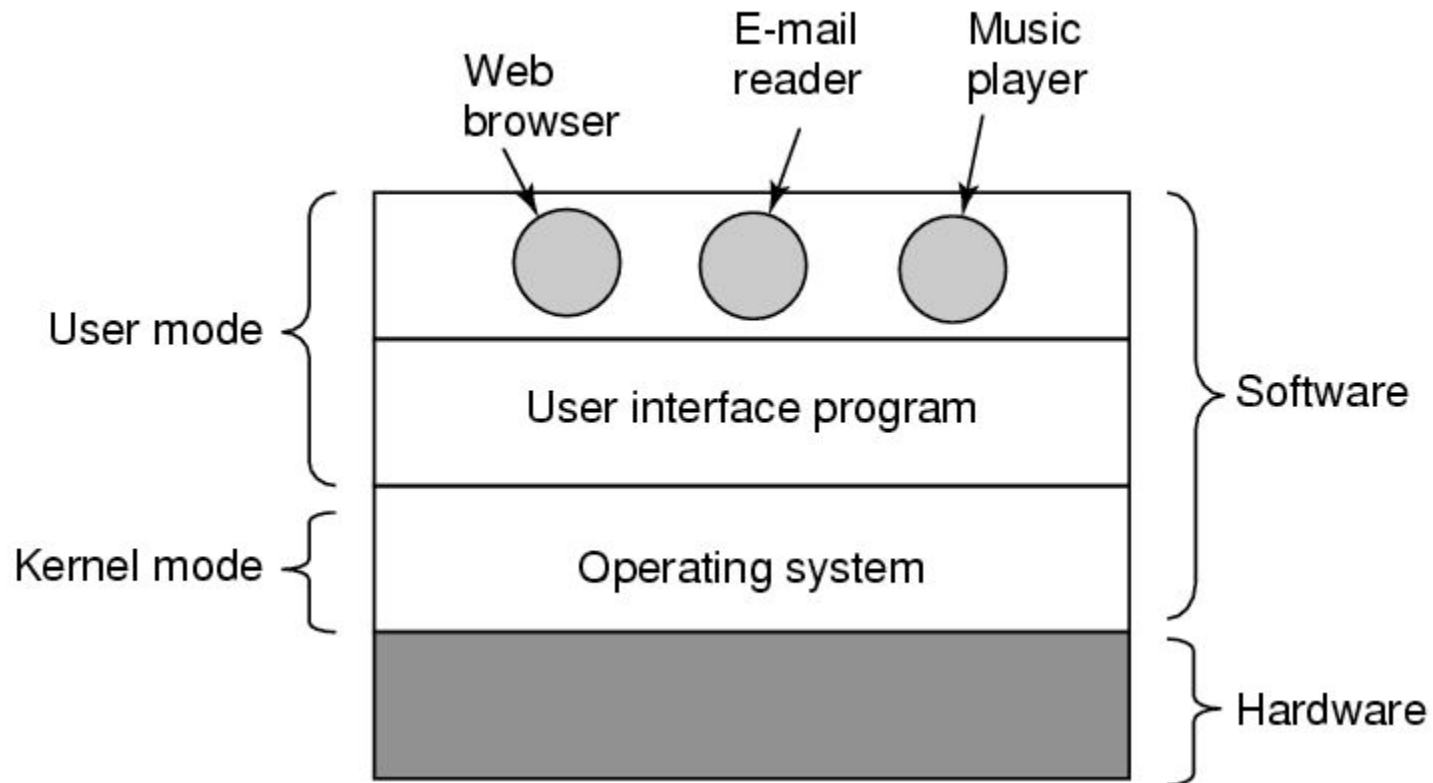 Web
browser
E-mail
reader
Music
player
User mode
User interface program
Software
Kernel mode
Operating system
Hardware